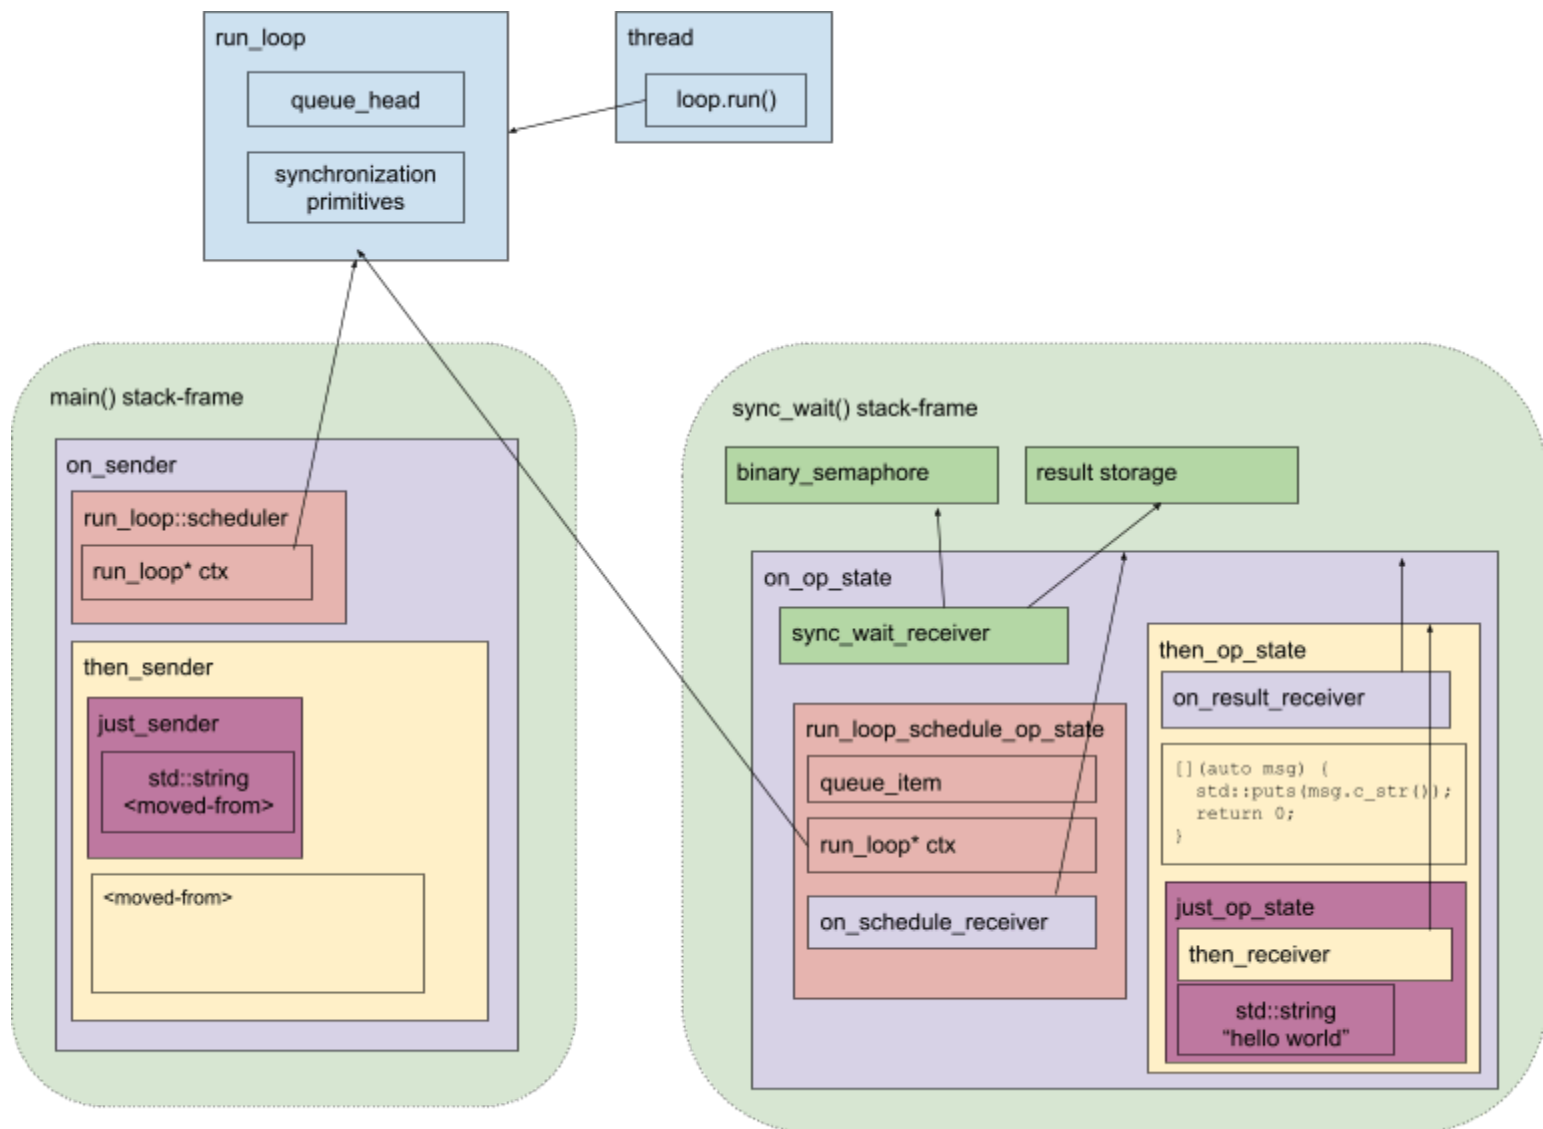 run_loop
queue_head
synchronization
primitives
thread
loop.run()
main() stack-frame
on_sender
run_loop::scheduler
run_loop* ctx
then_sender
just_sender
std::string
<moved-from>
<moved-from>
sync_wait() stack-frame
binary_semaphore
result storage
on_op_state
sync_wait_receiver
run_loop_schedule_op_state
queue_item
run_loop* ctx
on_schedule_receiver
then_op_state
on_result_receiver
[](auto msg) {
  std::puts(msg.c_str());
  return 0;
}
just_op_state
then_receiver
std::string
“hello world”